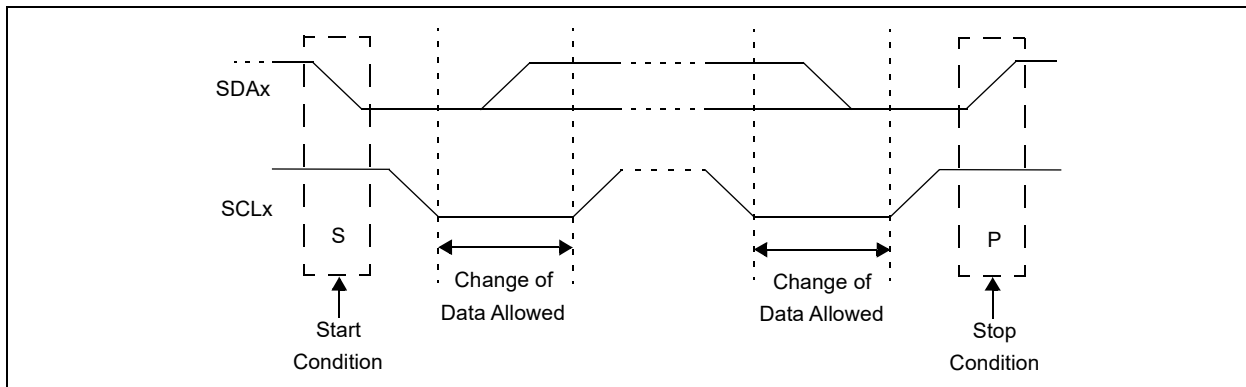 SDAx
SCLx
S
P
Change of
Data Allowed
Change of
Data Allowed
Start
Condition
Stop
Condition